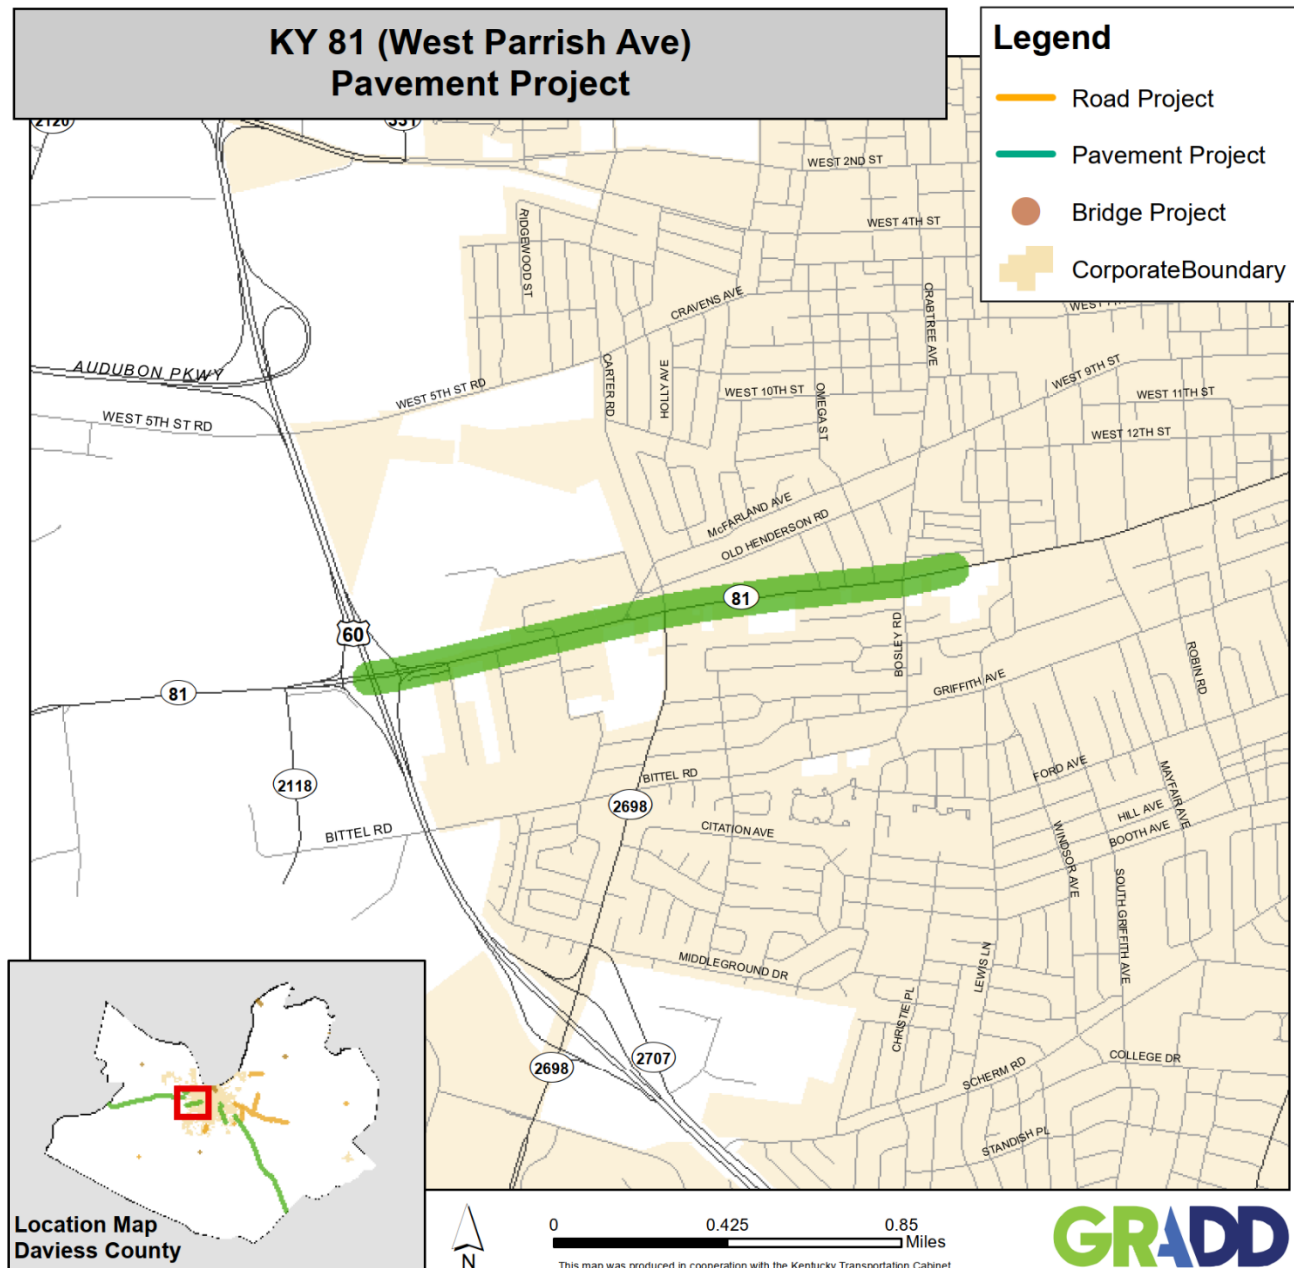 KY 81 (West Parrish Ave)
Pavement Project
Legend
Road Project
Pavement Project
Bridge Project
CorporateBoundary
2120
331
WEST 2ND ST
WEST 4TH ST
RIDGEWOOD ST
CRAVENS AVE
CRABTREE AVE
AUDUBON PKWY
WEST 5TH ST RD
WEST 5TH ST RD
CARTER RD
HOLLY AVE
WEST 10TH ST
OMEGA ST
WEST 9TH ST
WEST 11TH ST
WEST 12TH ST
McFARLAND AVE
OLD HENDERSON RD
81
60
81
BOSLEY RD
GRIFFITH AVE
ROBIN RD
2118
BITTEL RD
BITTEL RD
2698
CITATION AVE
FORD AVE
MAYFAIR AVE
HILL AVE
BOOTH AVE
WINDSOR AVE
SOUTH GRIFFITH AVE
MIDDLEGROUND DR
LEWIS LN
CHRISTIE PL
2698
2707
SCHERM RD
COLLEGE DR
STANDISH PL
Location Map
Daviess County
N
0 0.425 0.85
Miles
This map was produced in cooperation with the Kentucky Transportation Cabinet
GRADD